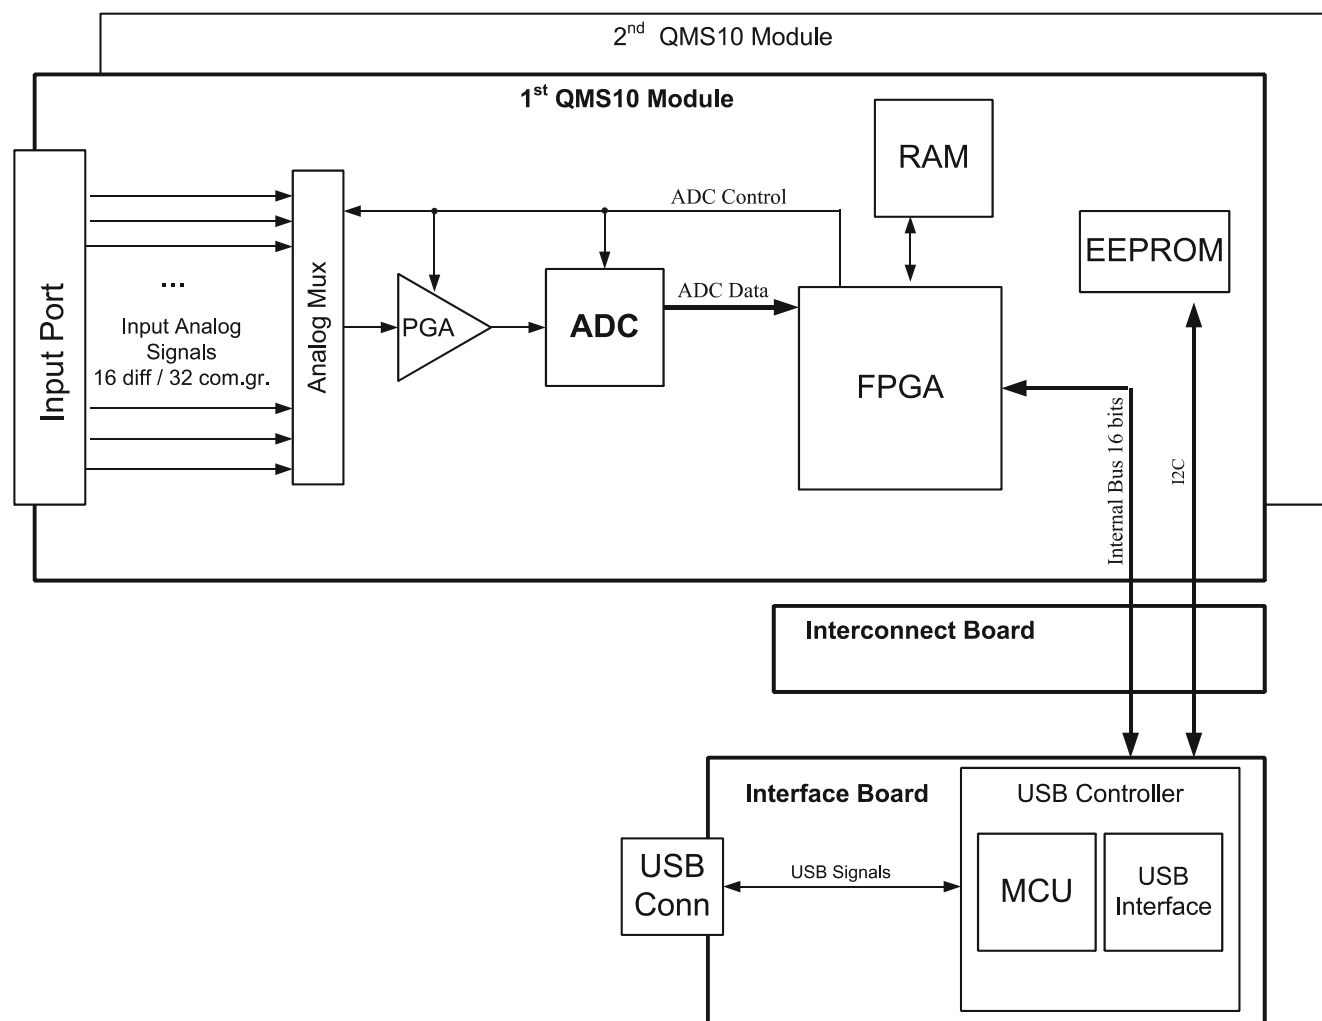 2nd QMS10 Module
1st QMS10 Module
RAM
ADC Control
EEPROM
Input Port
...
Input Analog
Signals
16 diff / 32 com.gr.
Analog Mux
PGA
ADC
ADC Data
FPGA
Internal Bus 16 bits
I2C
Interconnect Board
Interface Board
USB Controller
USB
Conn
USB Signals
MCU
USB
Interface